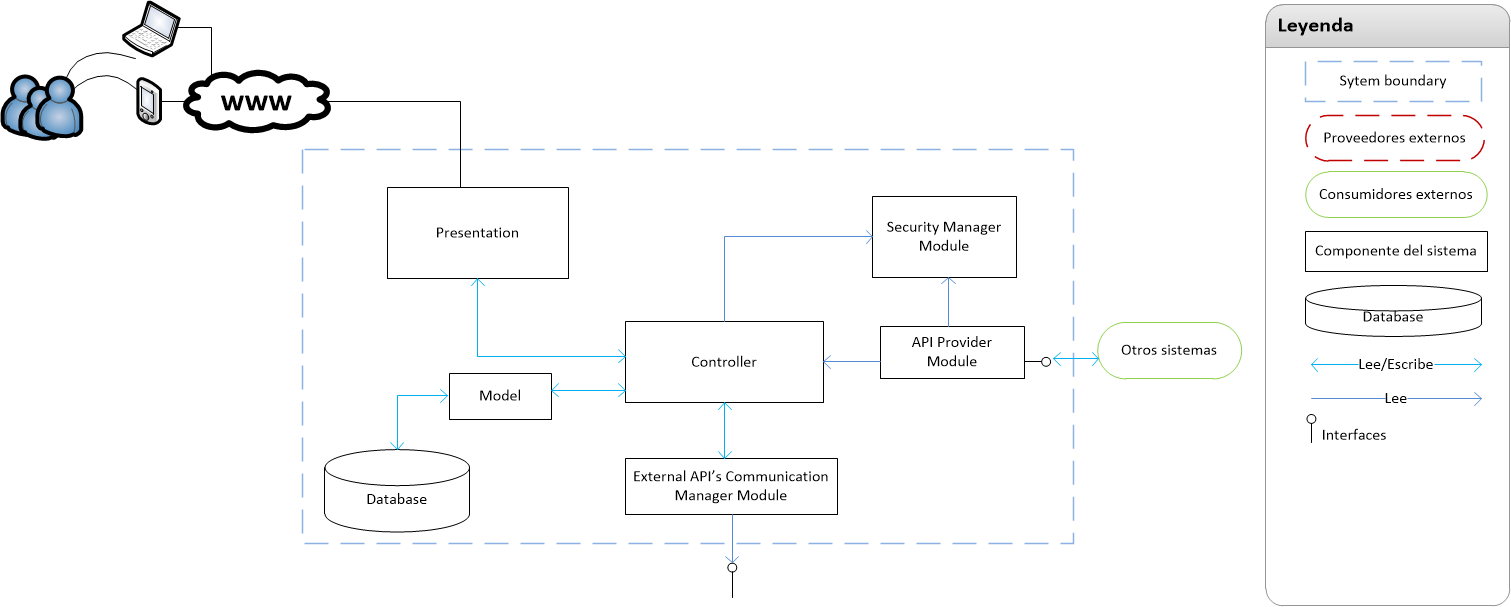 Leyenda
Sytem boundary
Proveedores externos
Consumidores externos
Componente del sistema
Database
Lee/Escribe
Lee
Interfaces
www
Presentation
Security Manager
Module
Controller
API Provider
Module
Otros sistemas
Model
Database
External API’s Communication
Manager Module